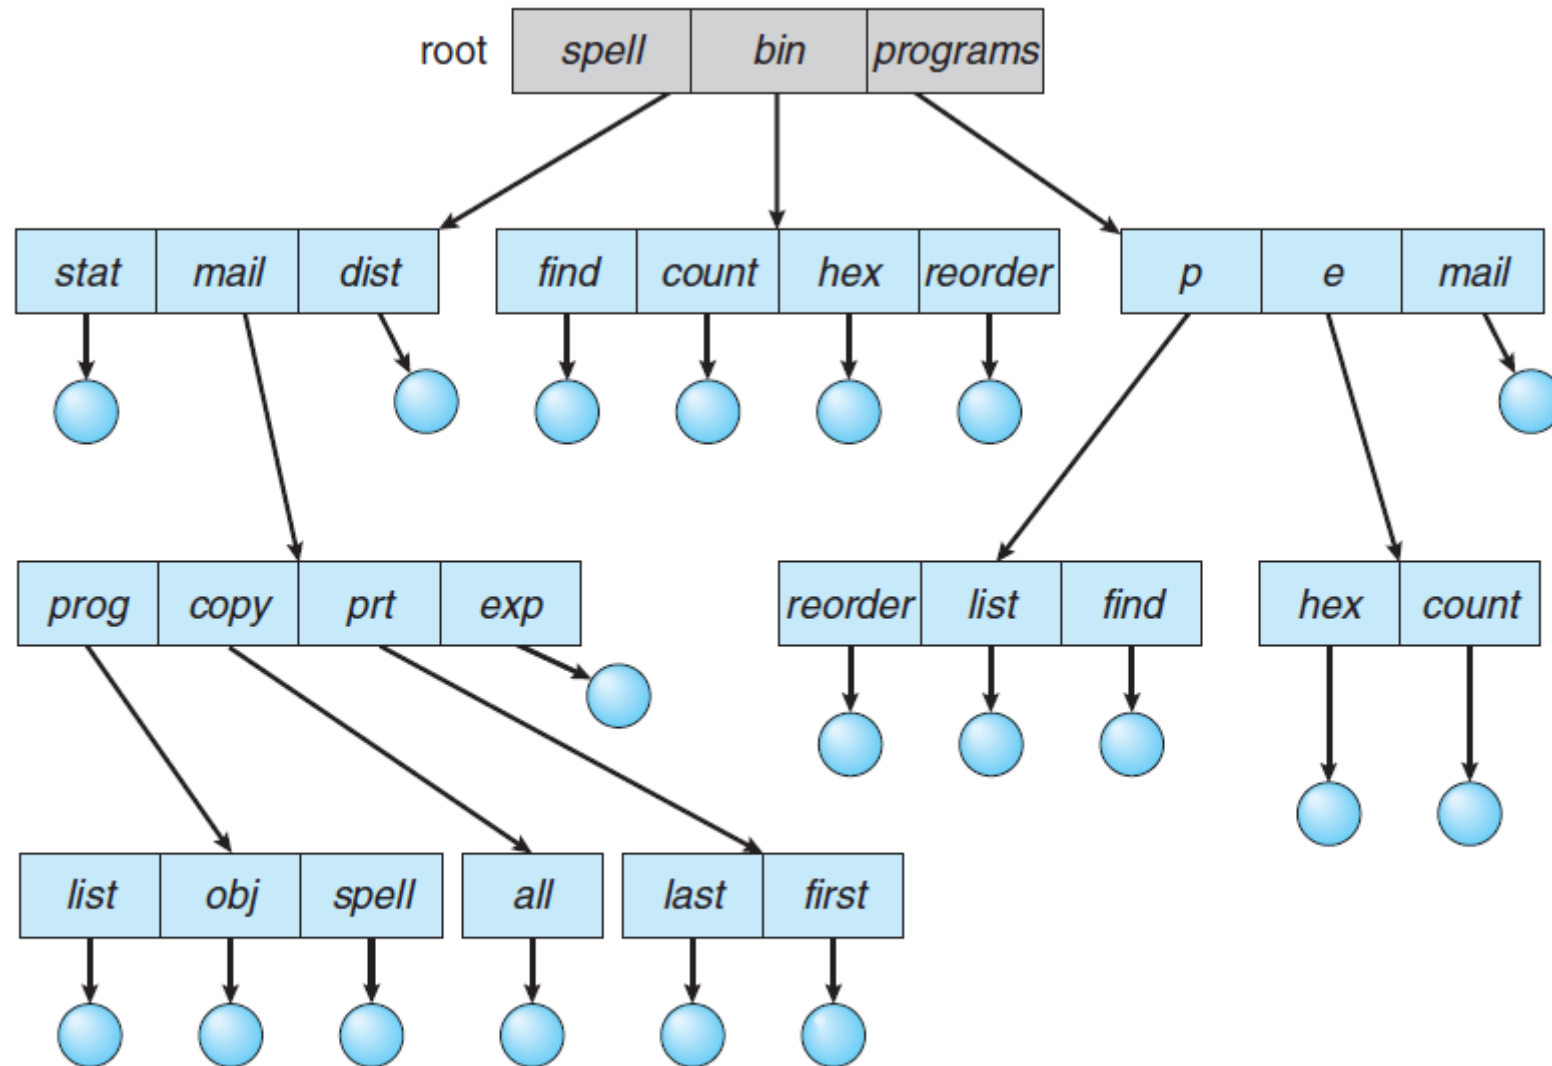 root spell bin programs
stat mail dist find count hex reorder p e mail
prog copy prt exp reorder list find hex count
list obj spell all last first